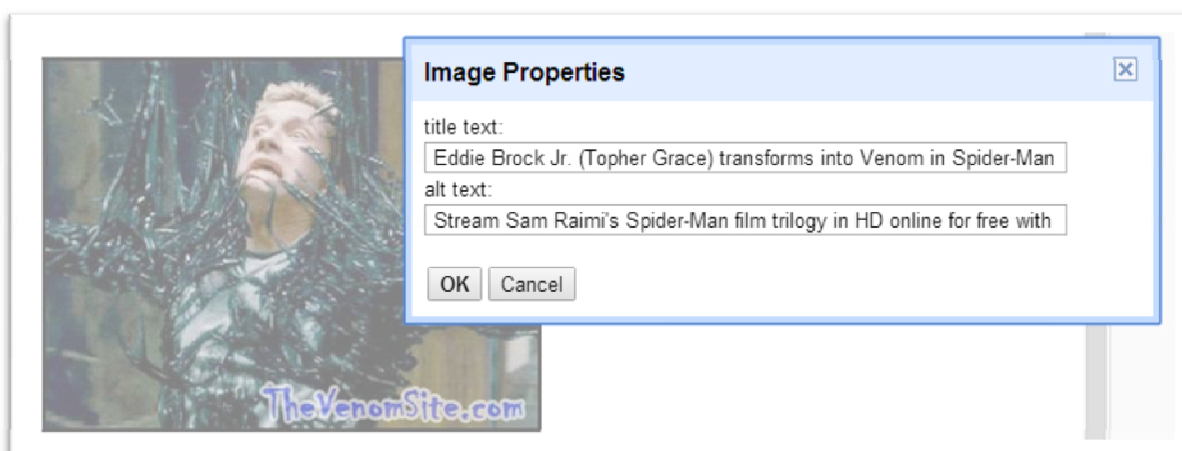 Image Properties
title text:
Eddie Brock Jr. (Topher Grace) transforms into Venom in Spider-Man
alt text:
Stream Sam Raimi's Spider-Man film trilogy in HD online for free with
OK Cancel
TheVenomSite.com